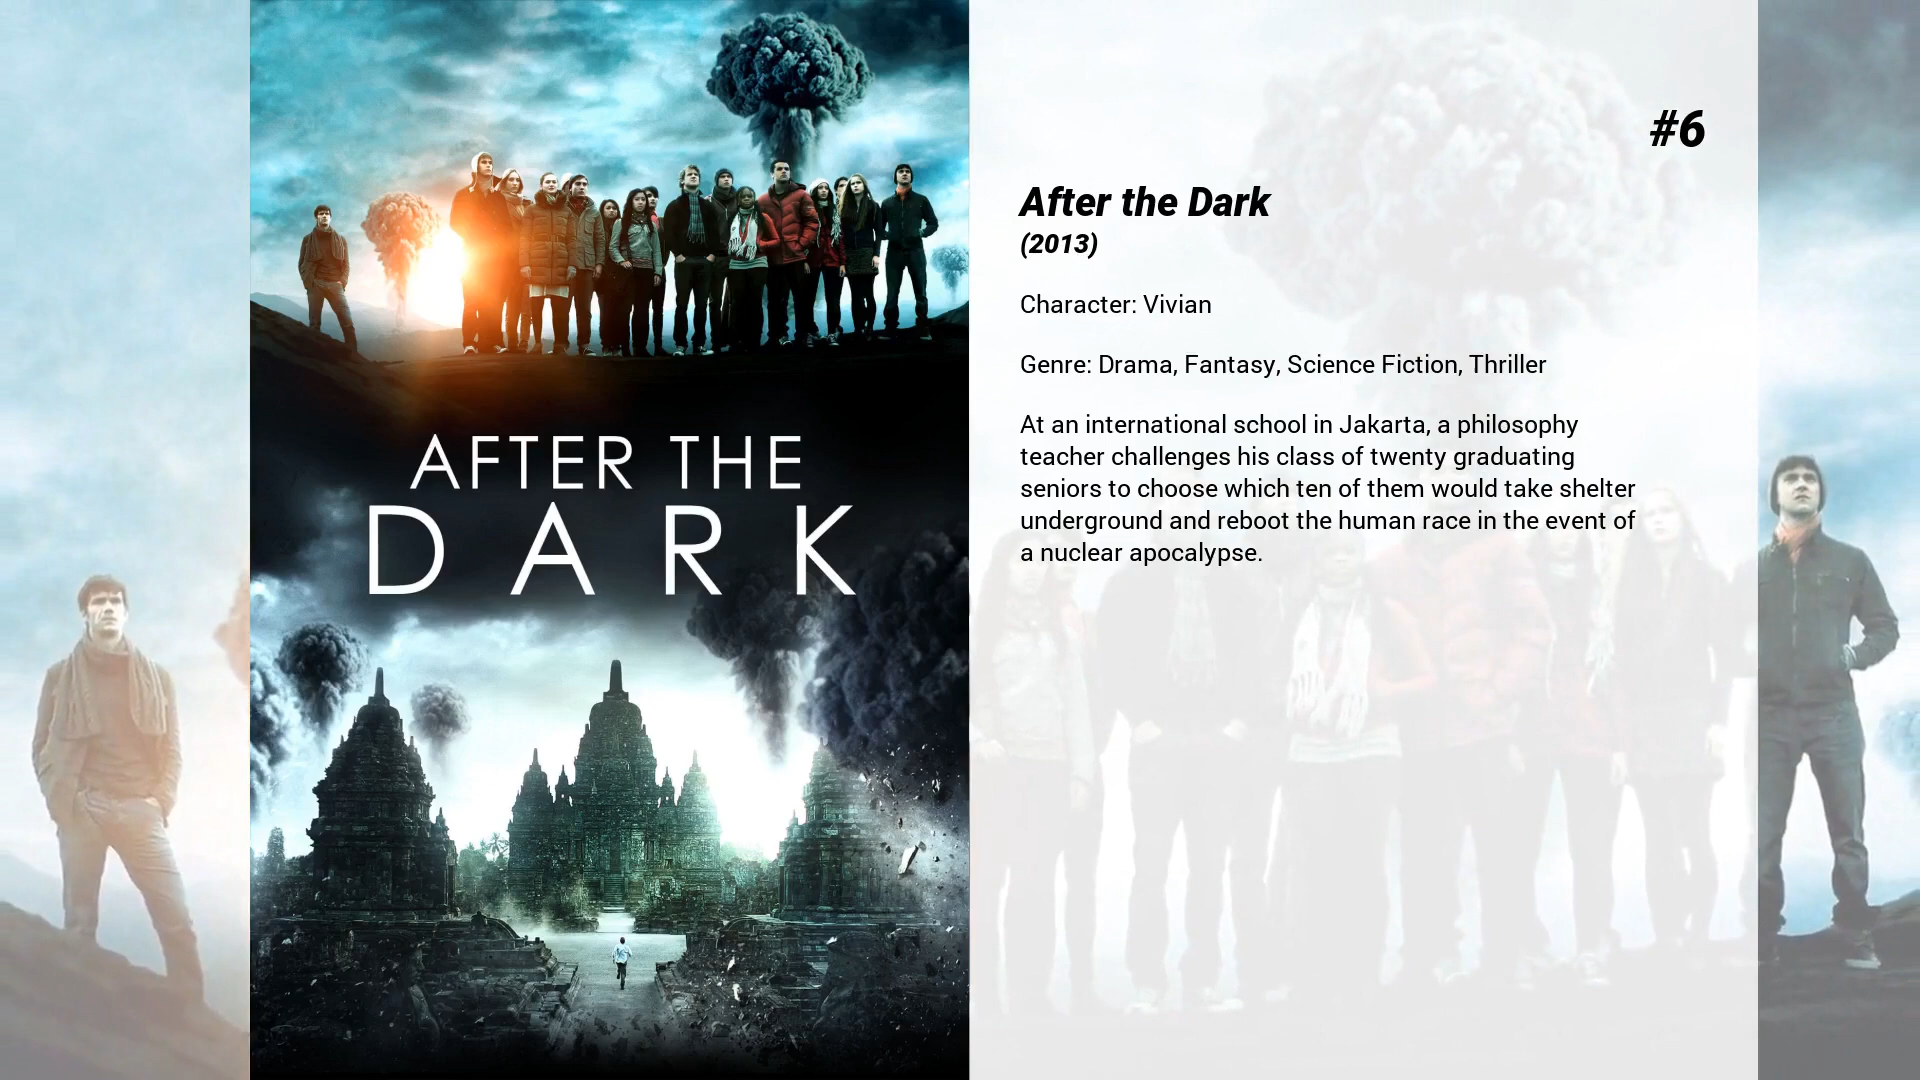 AFTER THE
DARK
#6
After the Dark
(2013)
Character: Vivian
Genre: Drama, Fantasy, Science Fiction, Thriller
At an international school in Jakarta, a philosophy
teacher challenges his class of twenty graduating
seniors to choose which ten of them would take shelter
underground and reboot the human race in the event of
a nuclear apocalypse.